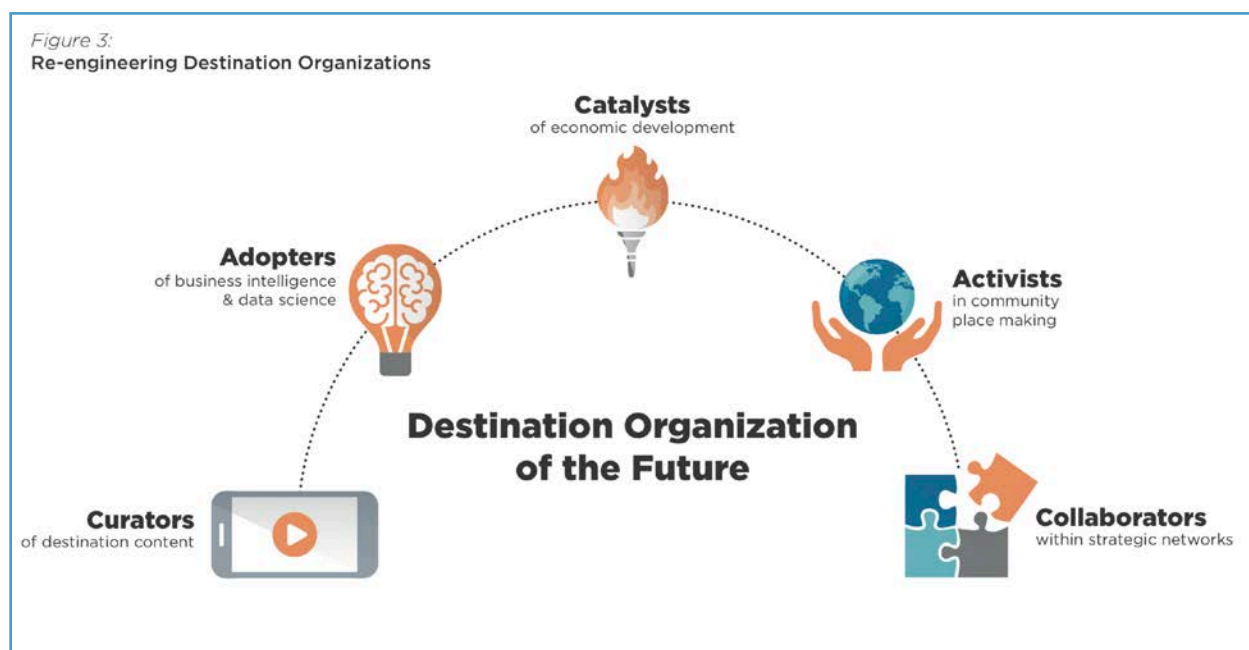 Figure 3:
Re-engineering Destination Organizations
Catalysts
of economic development
Adopters
of business intelligence
& data science
Activists
in community
place making
Destination Organization
of the Future
Curators
of destination content
Collaborators
within strategic networks